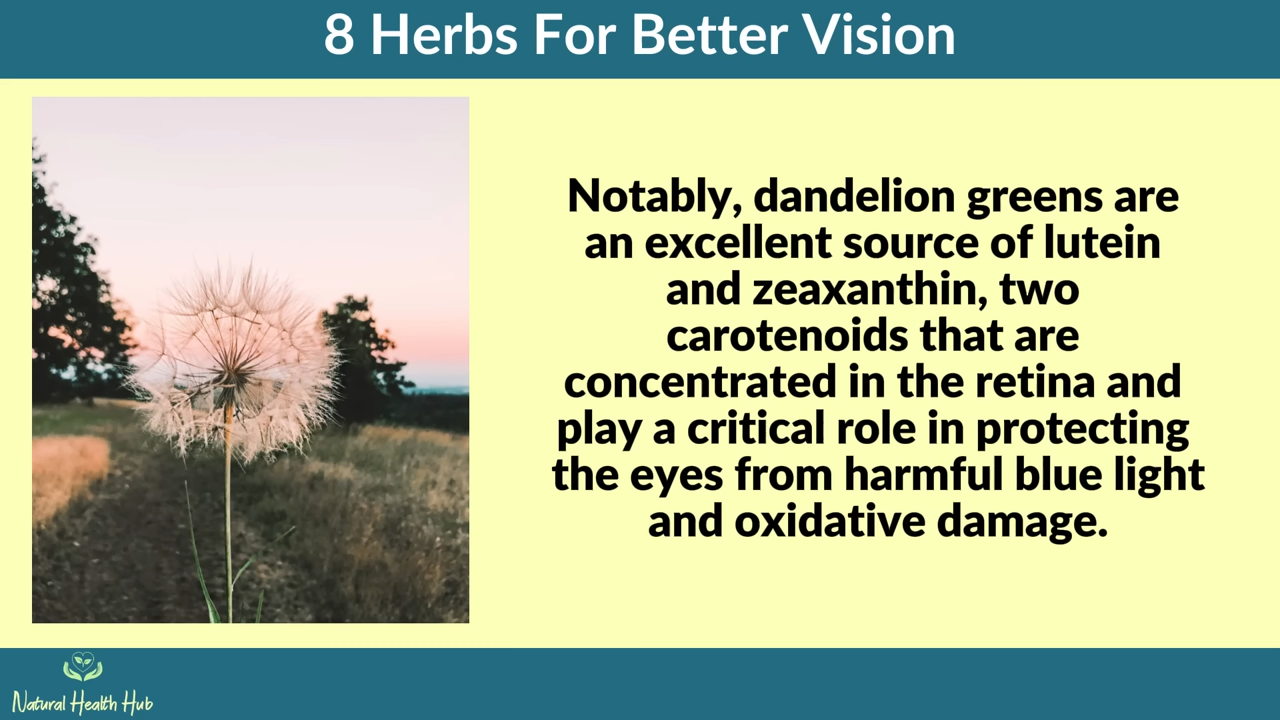 8 Herbs For Better Vision
Notably, dandelion greens are
an excellent source of lutein
and zeaxanthin, two
carotenoids that are
concentrated in the retina and
play a critical role in protecting
the eyes from harmful blue light
and oxidative damage.
Natural Health Hub